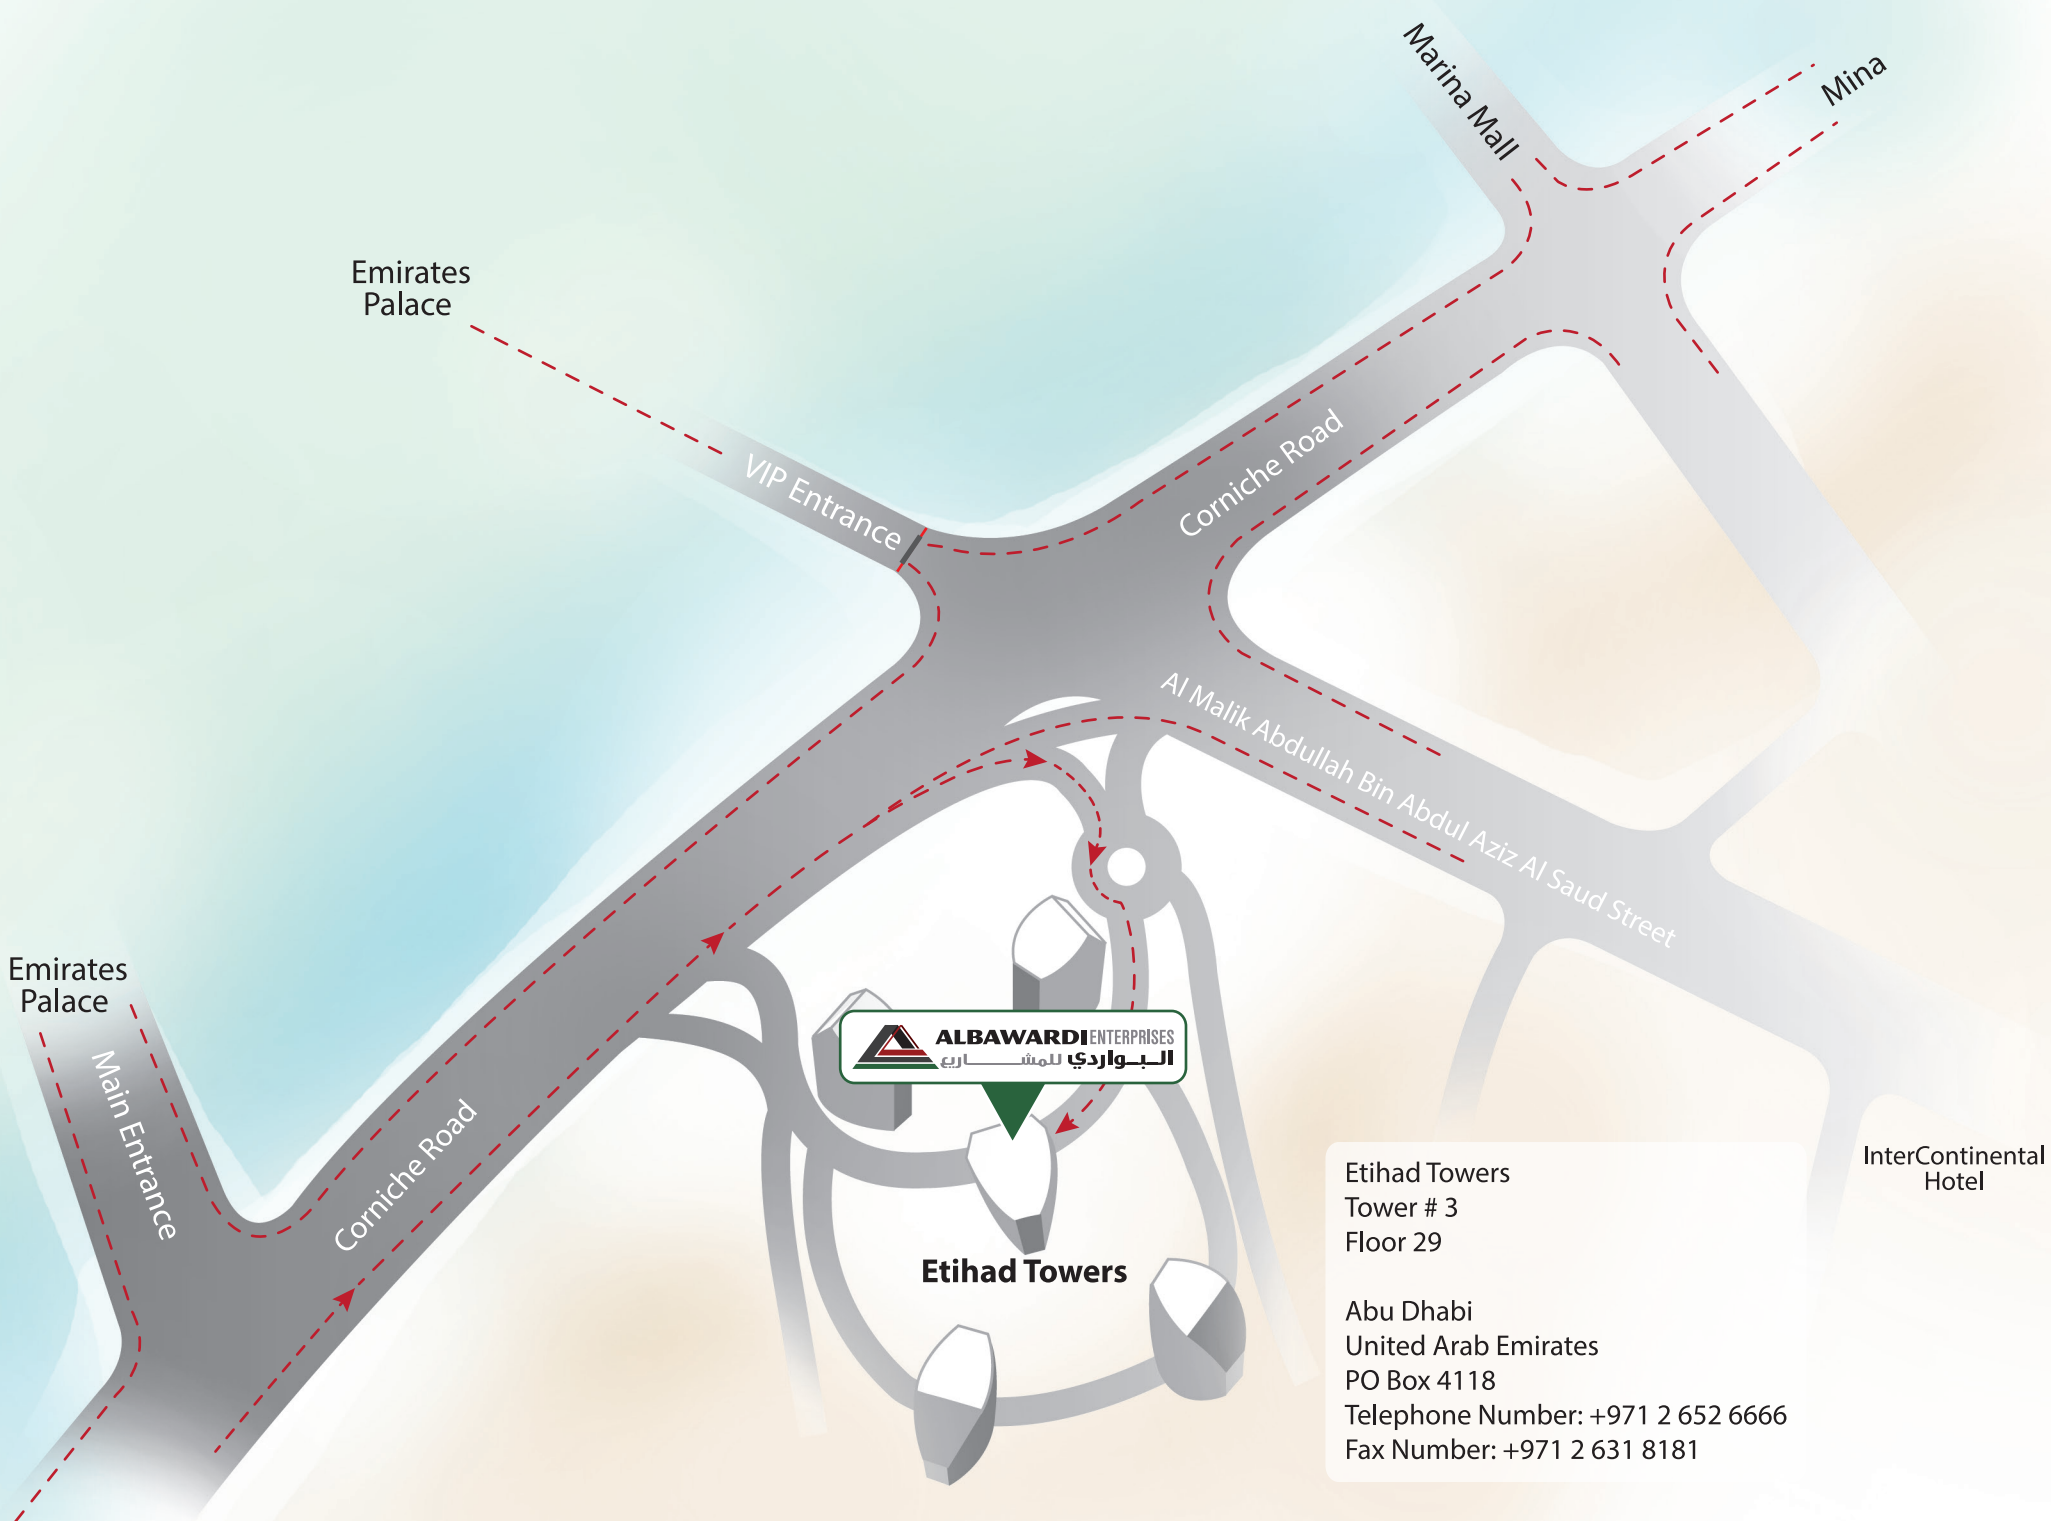 Marina Mall
Mina
Emirates
Palace
VIP Entrance
Corniche Road
Al Malik Abdullah Bin Abdul Aziz Al Saud Street
Emirates
Palace
Main Entrance
Corniche Road
ALBAWARDI ENTERPRISES
البـواردي للمشـــــاريع
Etihad Towers
InterContinental
Hotel
Etihad Towers
Tower # 3
Floor 29
Abu Dhabi
United Arab Emirates
PO Box 4118
Telephone Number: +971 2 652 6666
Fax Number: +971 2 631 8181